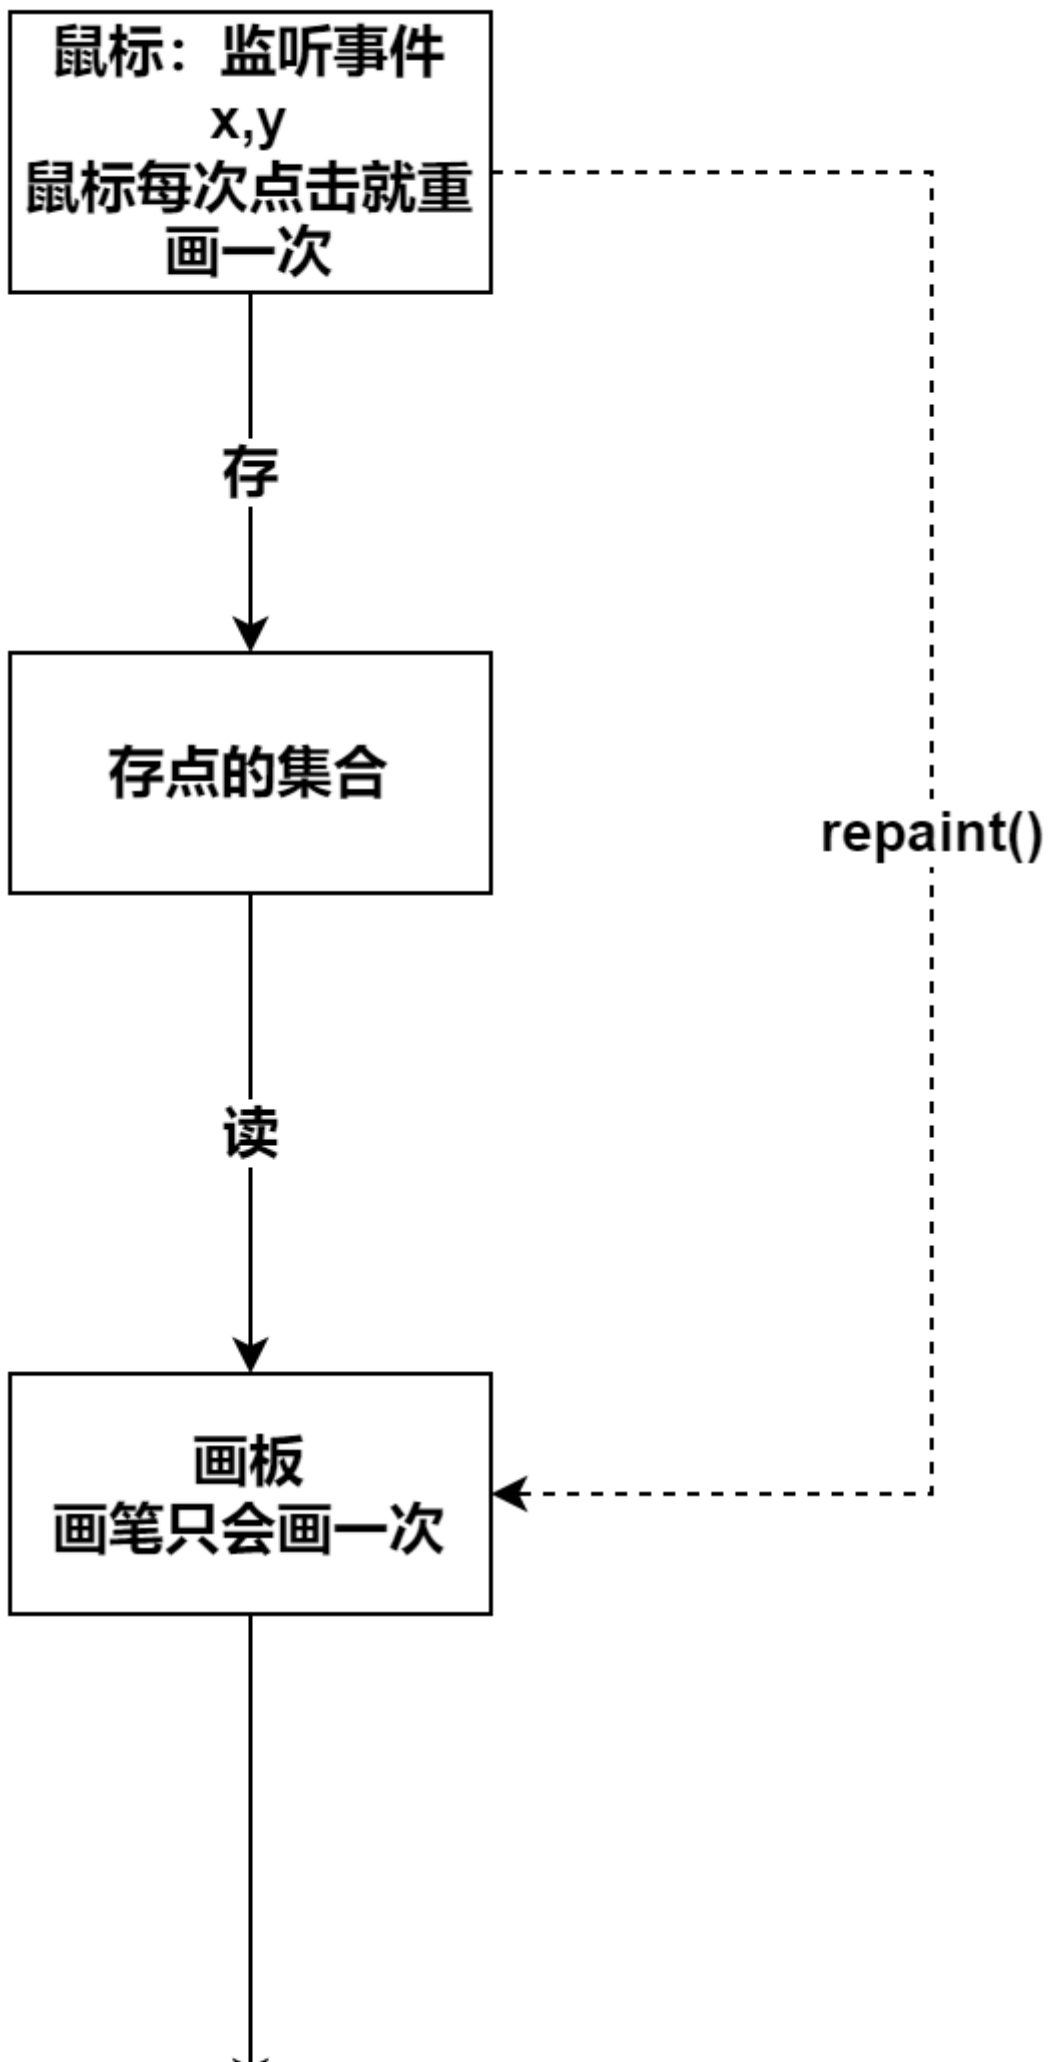 鼠标：监听事件
x,y
鼠标每次点击就重
画一次
存
存点的集合
repaint()
读
画板
画笔只会画一次